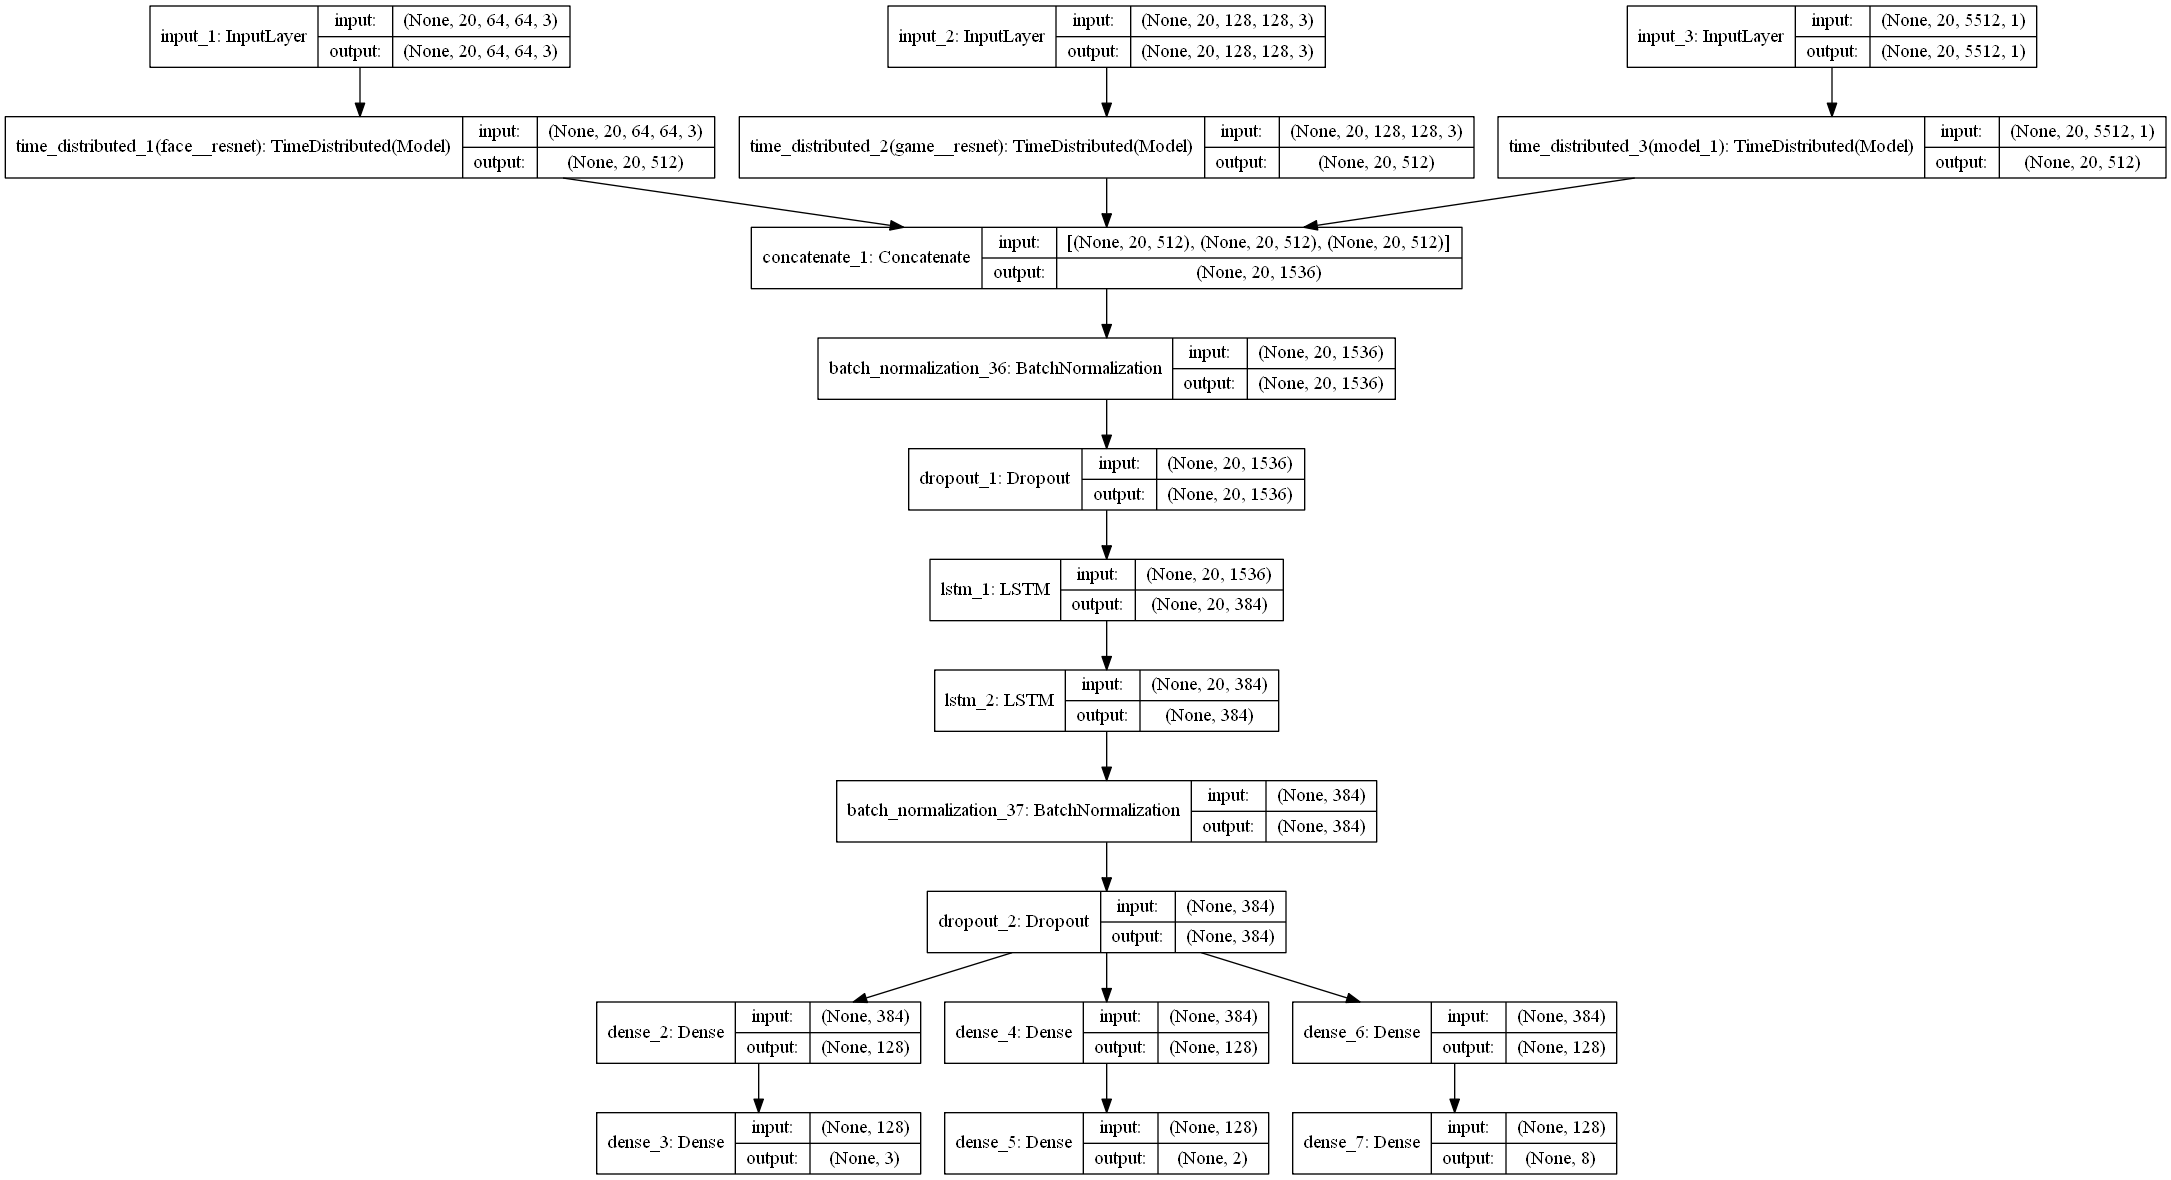 input_1: InputLayer
input: (None, 20, 64, 64, 3)
output: (None, 20, 64, 64, 3)
input_2: InputLayer
input: (None, 20, 128, 128, 3)
output: (None, 20, 128, 128, 3)
input_3: InputLayer
input: (None, 20, 5512, 1)
output: (None, 20, 5512, 1)
time_distributed_1(face__resnet): TimeDistributed(Model)
input: (None, 20, 64, 64, 3)
output: (None, 20, 512)
time_distributed_2(game__resnet): TimeDistributed(Model)
input: (None, 20, 128, 128, 3)
output: (None, 20, 512)
time_distributed_3(model_1): TimeDistributed(Model)
input: (None, 20, 5512, 1)
output: (None, 20, 512)
concatenate_1: Concatenate
input: [(None, 20, 512), (None, 20, 512), (None, 20, 512)]
output: (None, 20, 1536)
batch_normalization_36: BatchNormalization
input: (None, 20, 1536)
output: (None, 20, 1536)
dropout_1: Dropout
input: (None, 20, 1536)
output: (None, 20, 1536)
lstm_1: LSTM
input: (None, 20, 1536)
output: (None, 20, 384)
lstm_2: LSTM
input: (None, 20, 384)
output: (None, 384)
batch_normalization_37: BatchNormalization
input: (None, 384)
output: (None, 384)
dropout_2: Dropout
input: (None, 384)
output: (None, 384)
dense_2: Dense
input: (None, 384)
output: (None, 128)
dense_4: Dense
input: (None, 384)
output: (None, 128)
dense_6: Dense
input: (None, 384)
output: (None, 128)
dense_3: Dense
input: (None, 128)
output: (None, 3)
dense_5: Dense
input: (None, 128)
output: (None, 2)
dense_7: Dense
input: (None, 128)
output: (None, 8)